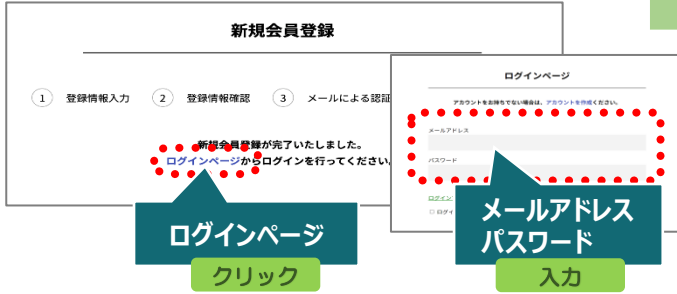 新規会員登録
1 登録情報入力 2 登録情報確認 3 メールによる認証
新規会員登録が完了いたしました。
ログインページからログインを行ってください。
ログインページ
クリック
ログインページ
アカウントをお持ちでない場合は、アカウントを作成ください。
メールアドレス
パスワード
ログイン
ログイ
メールアドレス
パスワード
入力